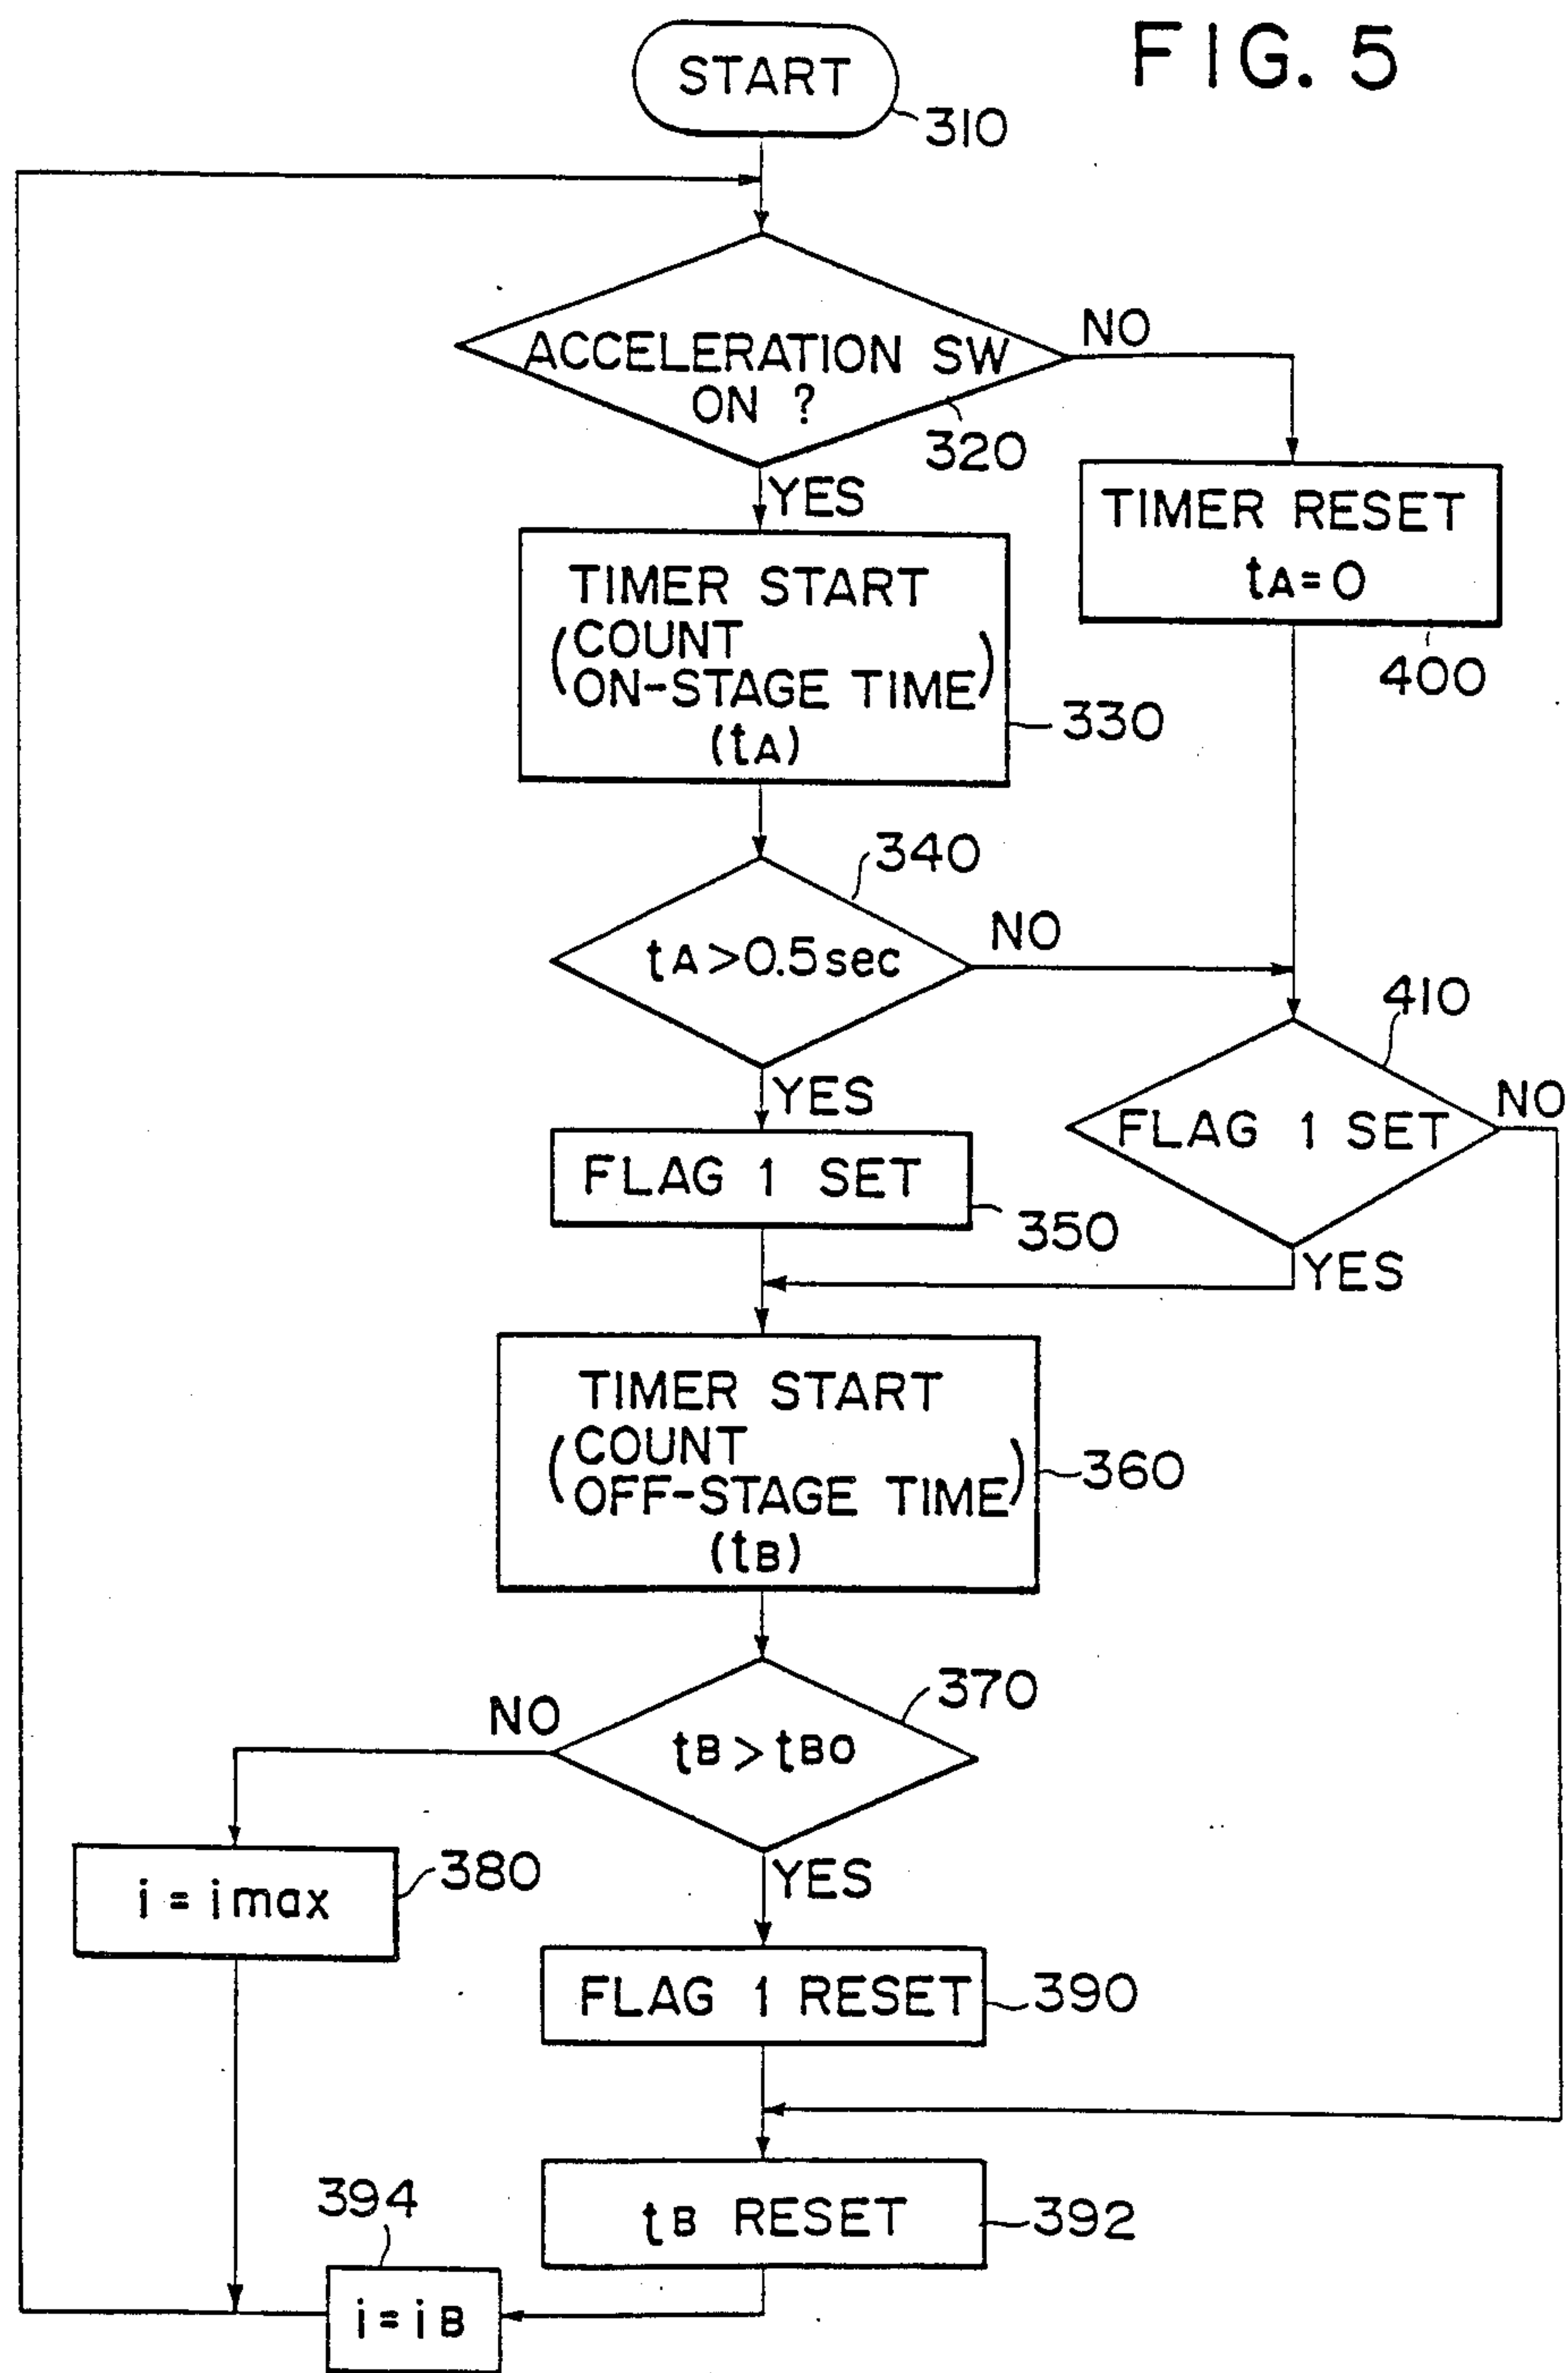 FIG. 5
START
310
ACCELERATION SW
ON ?
320
NO
YES
TIMER RESET
tA=0
400
TIMER START
(COUNT
ON-STAGE TIME)
(tA)
330
340
tA>0.5sec
NO
YES
410
FLAG 1 SET
NO
YES
FLAG 1 SET
350
TIMER START
(COUNT
OFF-STAGE TIME)
(tB)
360
370
tB>tBO
NO
YES
i=imax
380
FLAG 1 RESET
390
tB RESET
392
394
i=iB